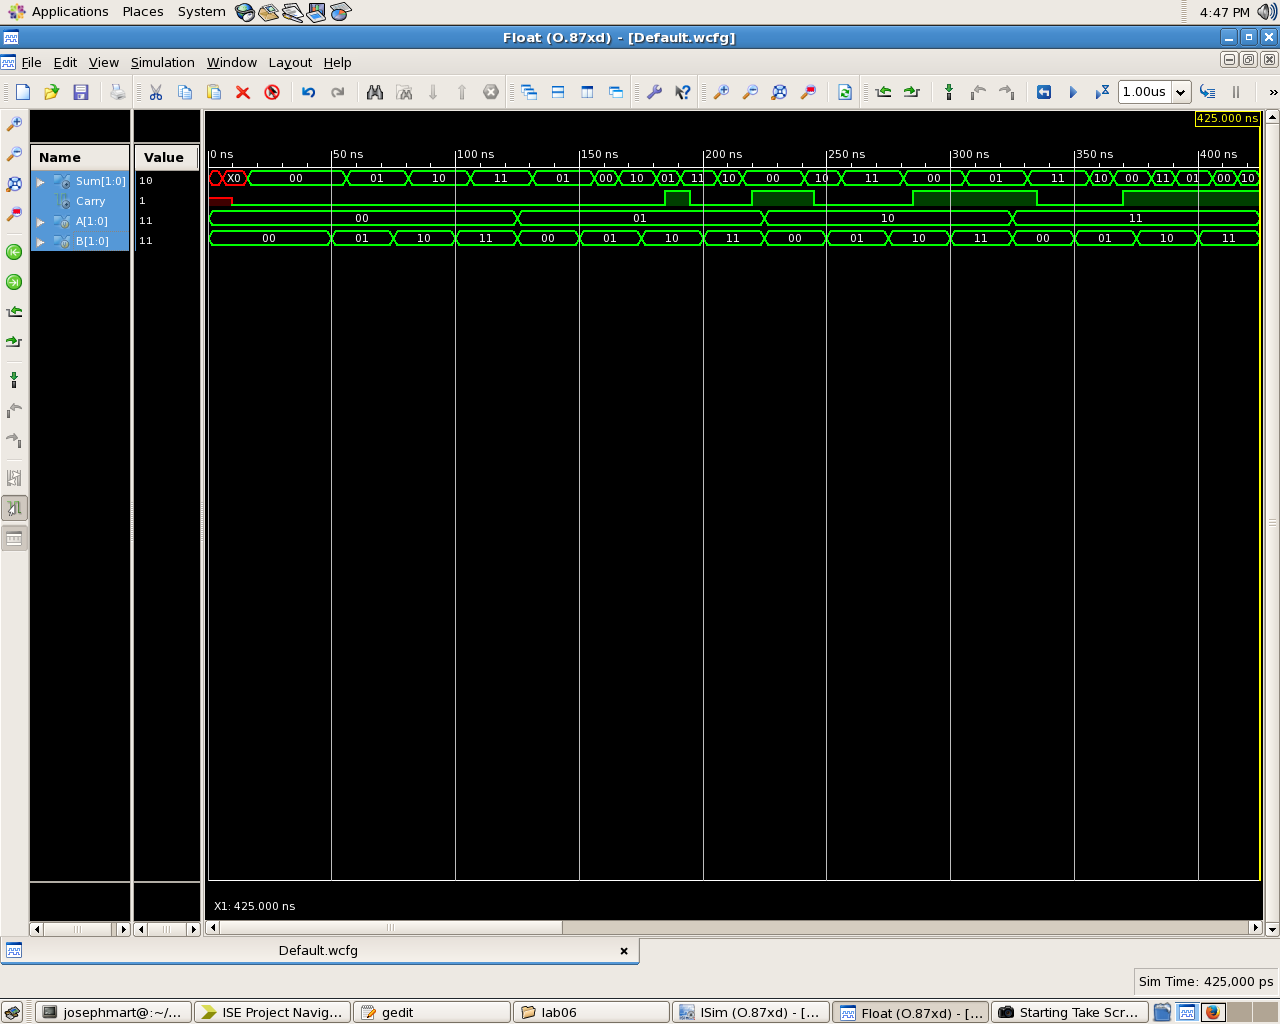 Applications Places System 4:47 PM
Float (O.87xd) - [Default.wcfg]
File Edit View Simulation Window Layout Help
1.00us »
425.000 ns
Name Value 0 ns 50 ns 100 ns 150 ns 200 ns 250 ns 300 ns 350 ns 400 ns
Sum[1:0] 10 X0 00 01 10 11 01 00 10 01 11 10 00 10 11 00 01 11 10 00 11 01 00 10
Carry 1
A[1:0] 11 00 01 10 11
B[1:0] 11 00 01 10 11 00 01 10 11 00 01 10 11 00 01 10 11
X1: 425.000 ns
Default.wcfg
Sim Time: 425,000 ps
josephmart@:~/... ISE Project Navig... gedit lab06 ISim (O.87xd) - [... Float (O.87xd) - [... Starting Take Scr...